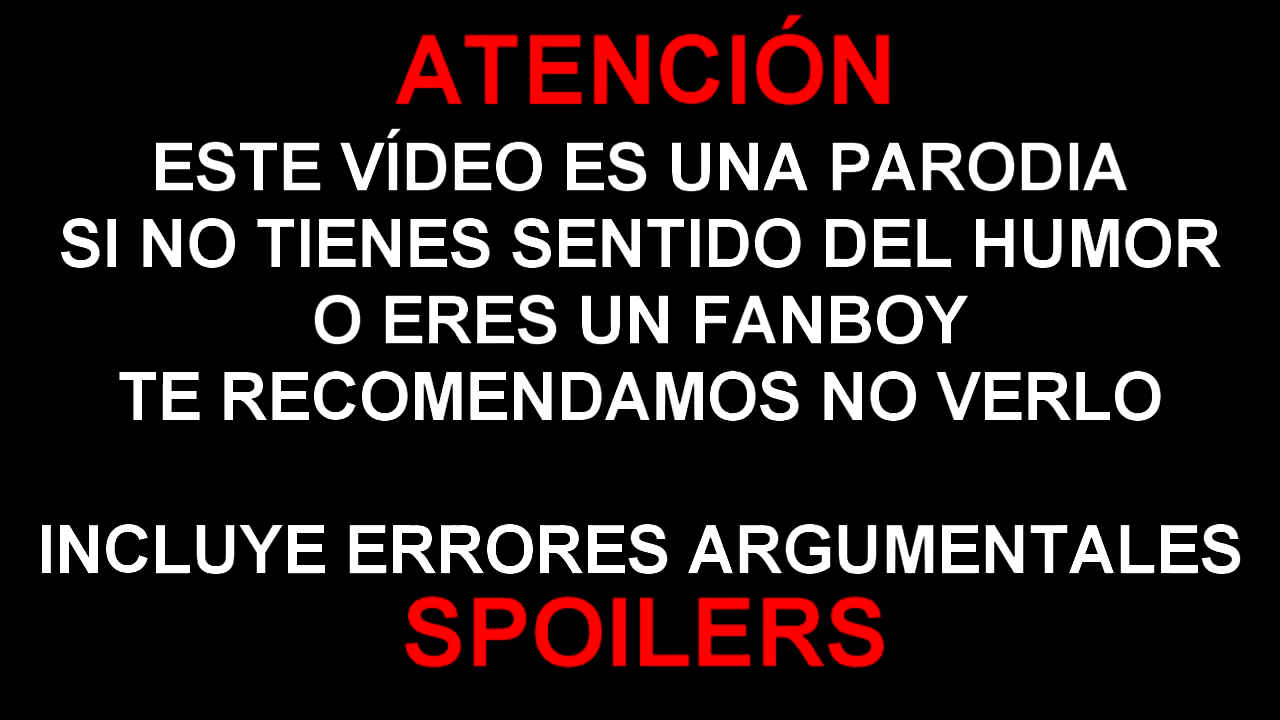 ATENCIÓN
ESTE VÍDEO ES UNA PARODIA
SI NO TIENES SENTIDO DEL HUMOR
O ERES UN FANBOY
TE RECOMENDAMOS NO VERLO
INCLUYE ERRORES ARGUMENTALES
SPOILERS